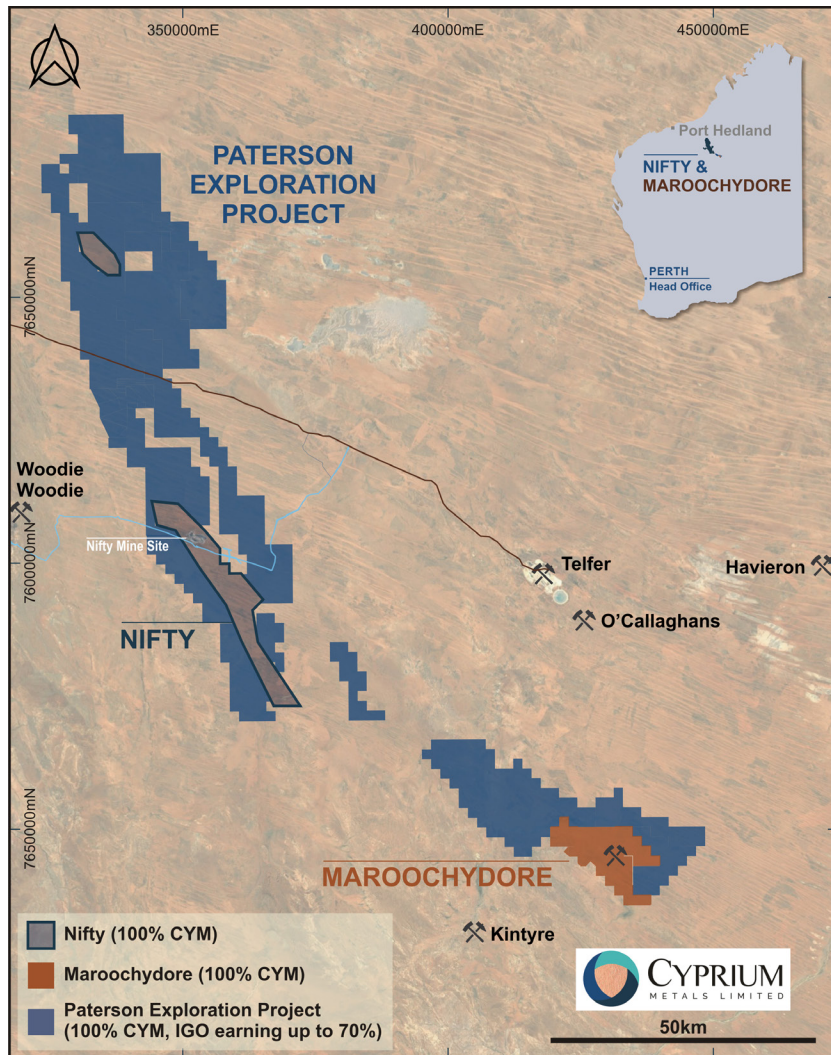 350000mE
400000mE
450000mE
PATERSON
EXPLORATION
PROJECT
Port Hedland
NIFTY &
MAROOCHYDORE
PERTH
Head Office
7650000mN
Woodie
Woodie
Nifty Mine Site
7600000mN
Telfer
Havieron
O'Callaghans
NIFTY
7650000mN
MAROOCHYDORE
Kintyre
Nifty (100% CYM)
Maroochydore (100% CYM)
Paterson Exploration Project
(100% CYM, IGO earning up to 70%)
CYPRIUM
METALS LIMITED
50km